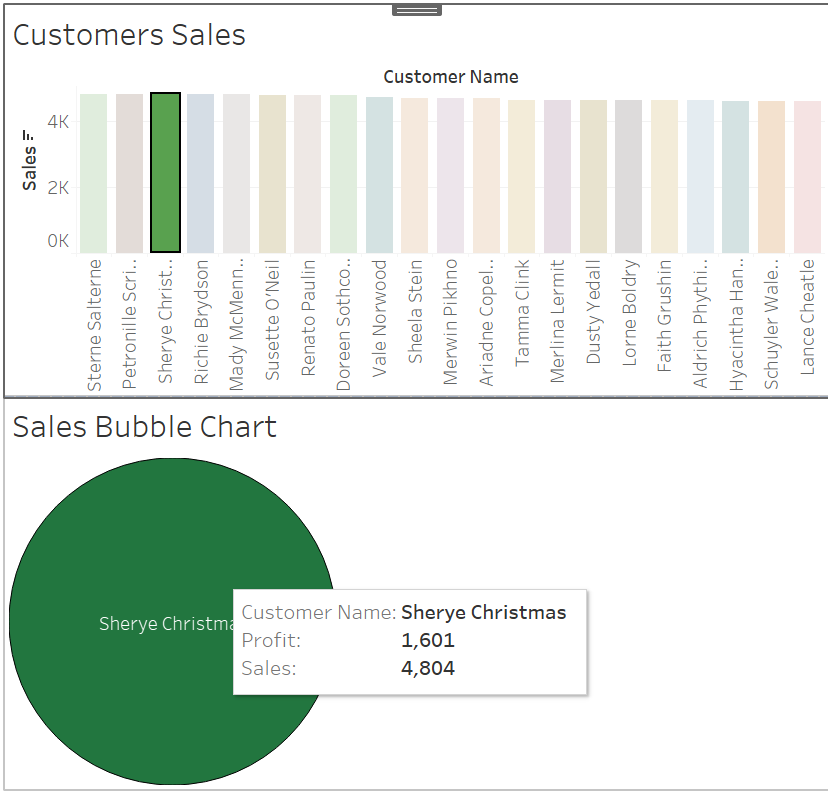 Customers Sales
Customer Name
Sales
4K
2K
0K
Sterne Salterne
Petronille Scri..
Sherye Christ..
Richie Brydson
Mady McMenn..
Susette O'Neil
Renato Paulin
Doreen Sothco..
Vale Norwood
Sheela Stein
Merwin Pikhno
Ariadne Copel..
Tamma Clink
Merlina Lermit
Dusty Yedall
Lorne Boldry
Faith Grushin
Aldrich Phythi..
Hyacintha Han..
Schuyler Wale..
Lance Cheatle
Sales Bubble Chart
Sherye Christma
Customer Name: Sherye Christmas
Profit: 1,601
Sales: 4,804